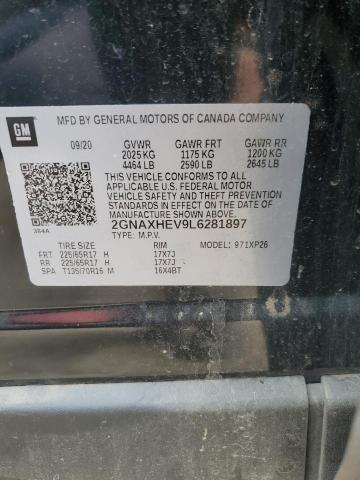 GM
MFD BY GENERAL MOTORS OF CANADA COMPANY
09/20 GVWR GAWR FRT GAWR RR
2025 KG 1175 KG 1200 KG
4464 LB 2590 LB 2645 LB
THIS VEHICLE CONFORMS TO ALL APPLICABLE
U.S. FEDERAL MOTOR
VEHICLE SAFETY AND THEFT PREVENTION
STANDARDS IN EFFECT ON THE DATE OF
MANUFACTURE SHOWN ABOVE.
2GNAXHEV9L6281897
384A TYPE: M.P.V. MODEL: 971XP26
TIRE SIZE RIM
FRT 225/65R17 H 17X7J
RR 225/65R17 H 17X7J
SPA T135/70R16 M 16X4BT